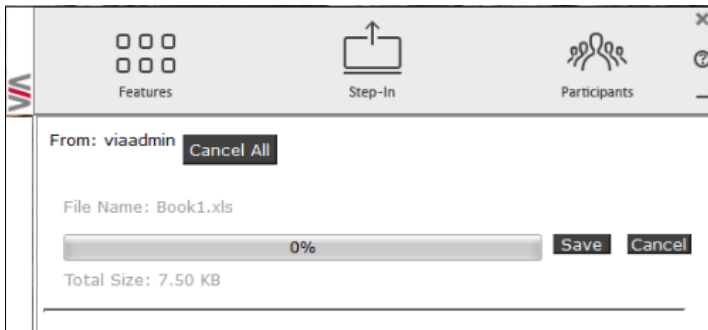 Features
Step-In
Participants
VIA
From: viaadmin
Cancel All
File Name: Book1.xls
0%
Save
Cancel
Total Size: 7.50 KB